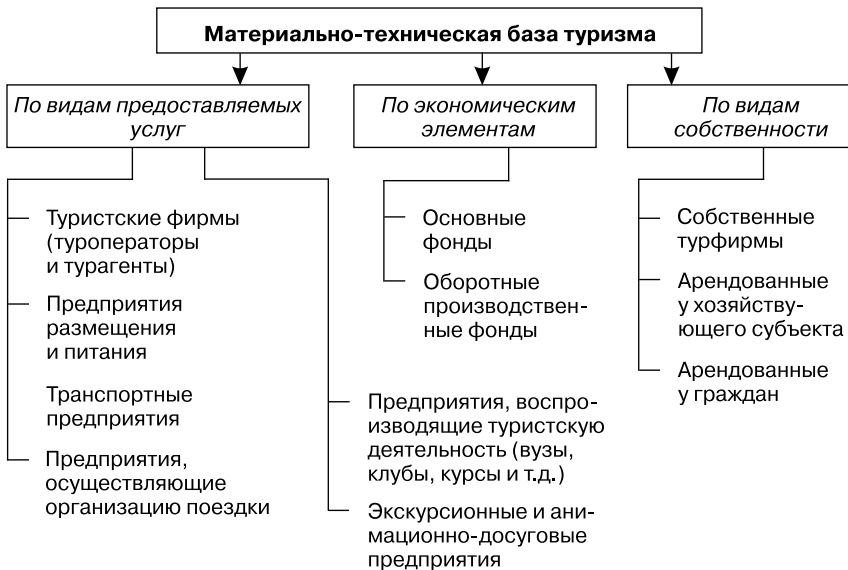 Материально-техническая база туризма
По видам предоставляемых
услуг
По экономическим
элементам
По видам
собственности
Туристские фирмы
(туроператоры
и турагенты)
Предприятия
размещения
и питания
Транспортные
предприятия
Предприятия,
осуществляющие
организацию поездки
Предприятия, воспро-
изводящие туристскую
деятельность (вузы,
клубы, курсы и т.д.)
Экскурсионные и ани-
мационно-досуговые
предприятия
Основные
фонды
Оборотные
производствен-
ные фонды
Собственные
турфирмы
Арендованные
у хозяйству-
ющего субъекта
Арендованные
у граждан